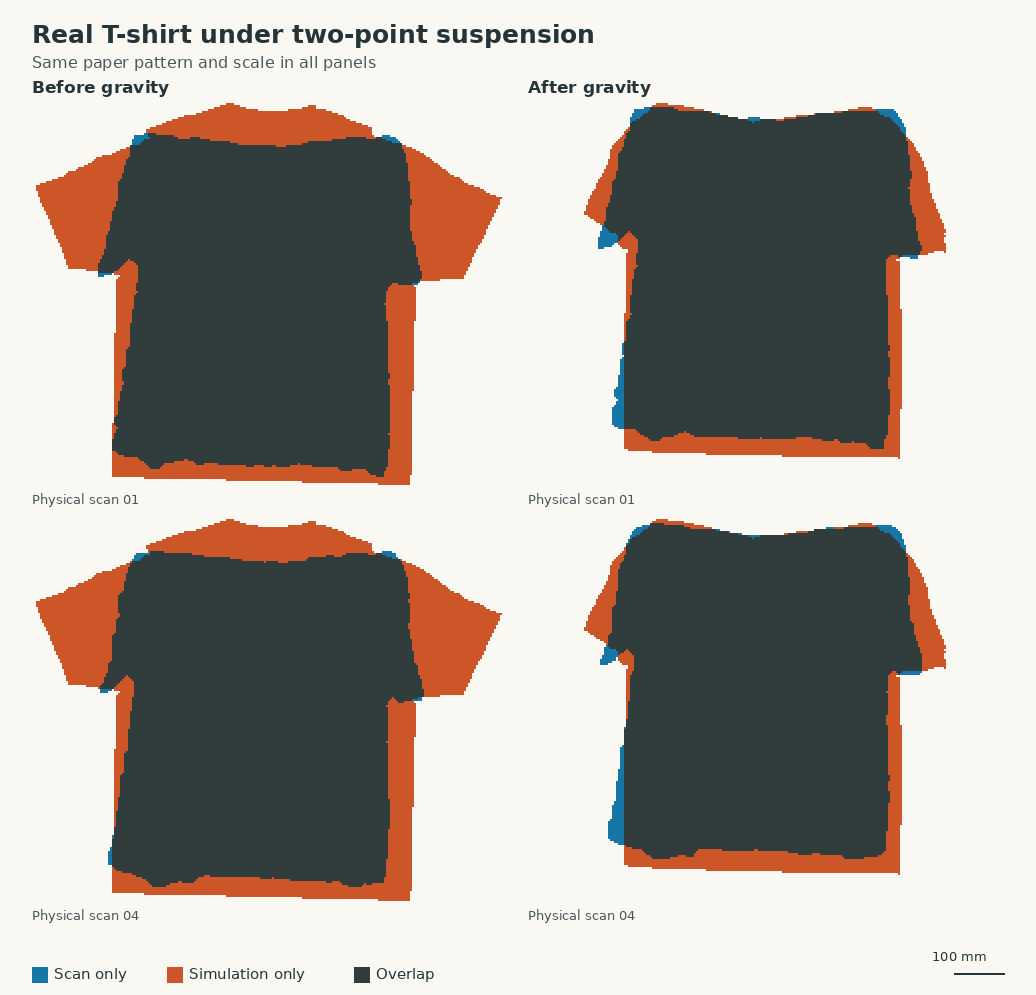 Real T-shirt under two-point suspension
Same paper pattern and scale in all panels
Before gravity
After gravity
Physical scan 01
Physical scan 01
Physical scan 04
Physical scan 04
Scan only
Simulation only
Overlap
100 mm